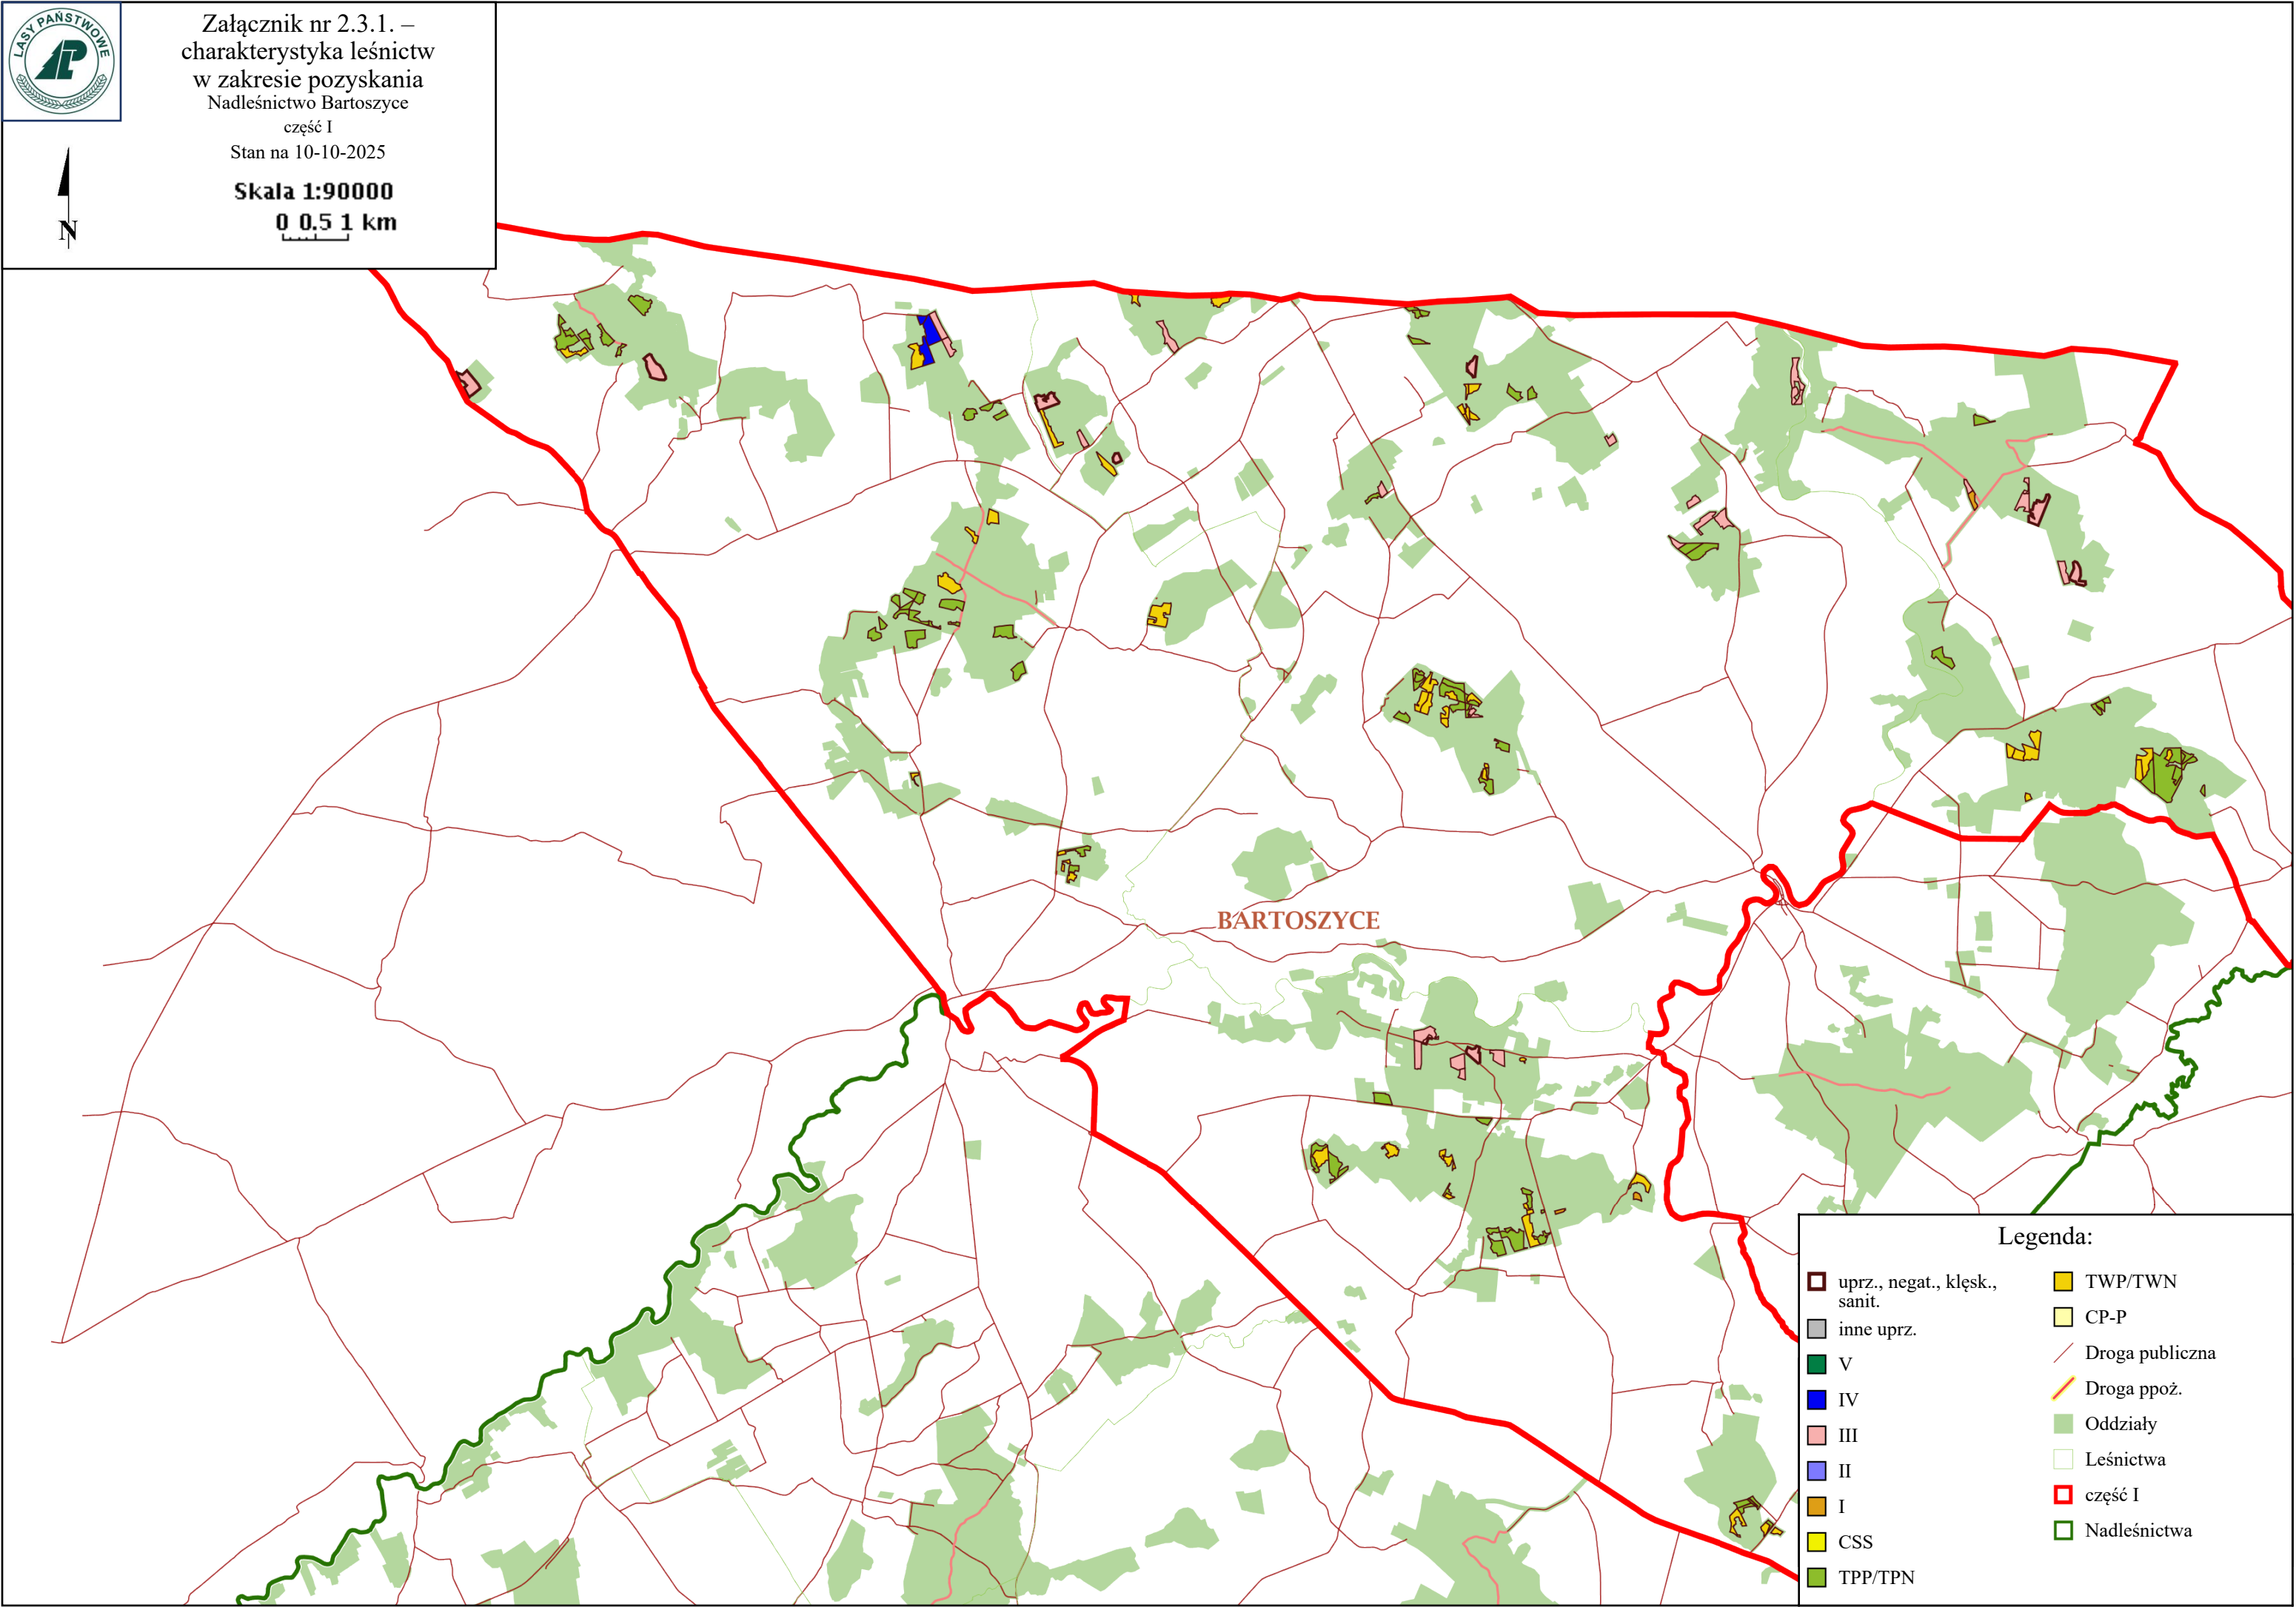 LASY PAŃSTWOWE
Załącznik nr 2.3.1. –
charakterystyka leśnictw
w zakresie pozyskania
Nadleśnictwo Bartoszyce
część I
Stan na 10-10-2025
Skala 1:90000
0 0.5 1 km
N
BARTOSZYCE
Legenda:
uprz., negat., klęsk.,
sanit.
inne uprz.
V
IV
III
II
I
CSS
TPP/TPN
TWP/TWN
CP-P
Droga publiczna
Droga ppoż.
Oddziały
Leśnictwa
część I
Nadleśnictwa